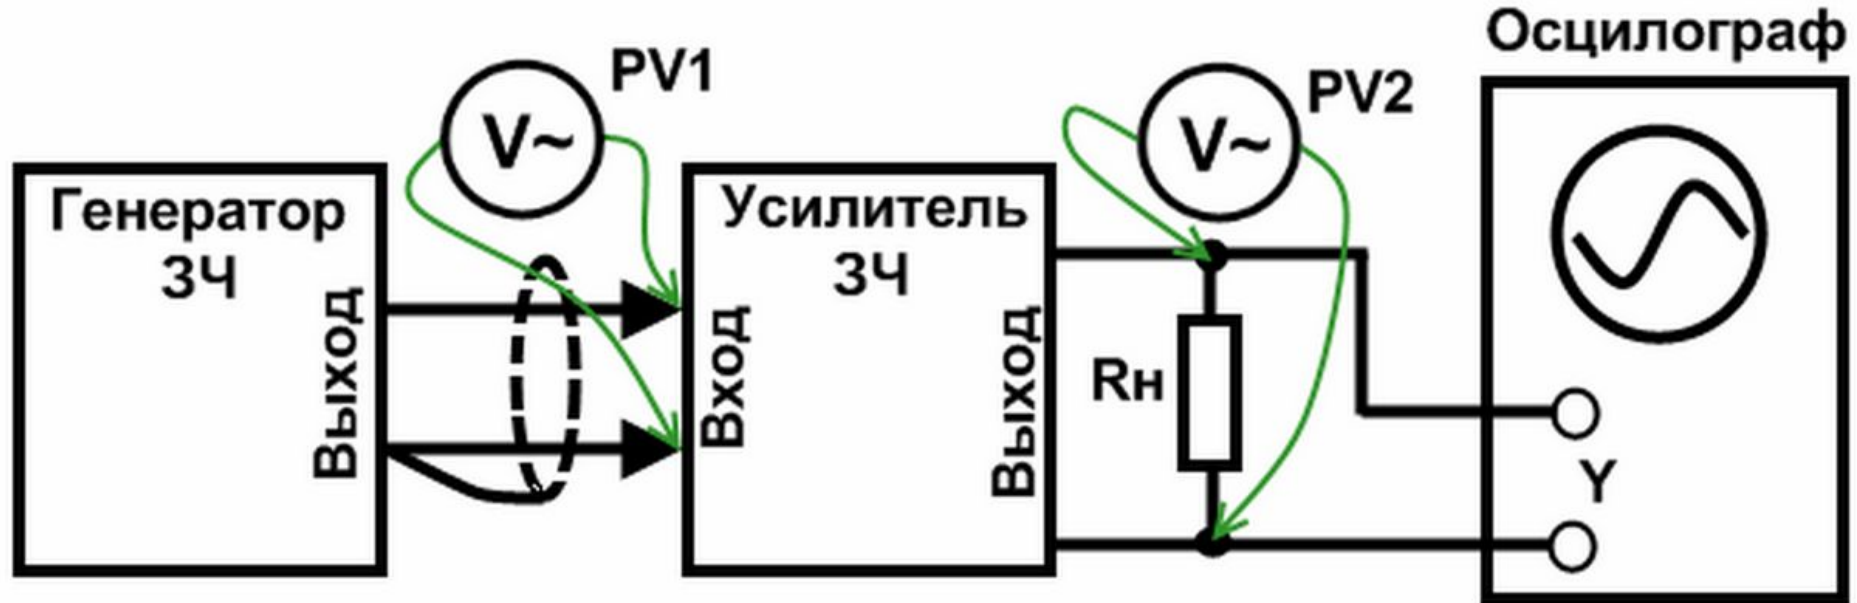 Осцилограф
PV1
PV2
V~
V~
Генератор
ЗЧ
Выход
Усилитель
ЗЧ
Вход
Выход
Rн
Y